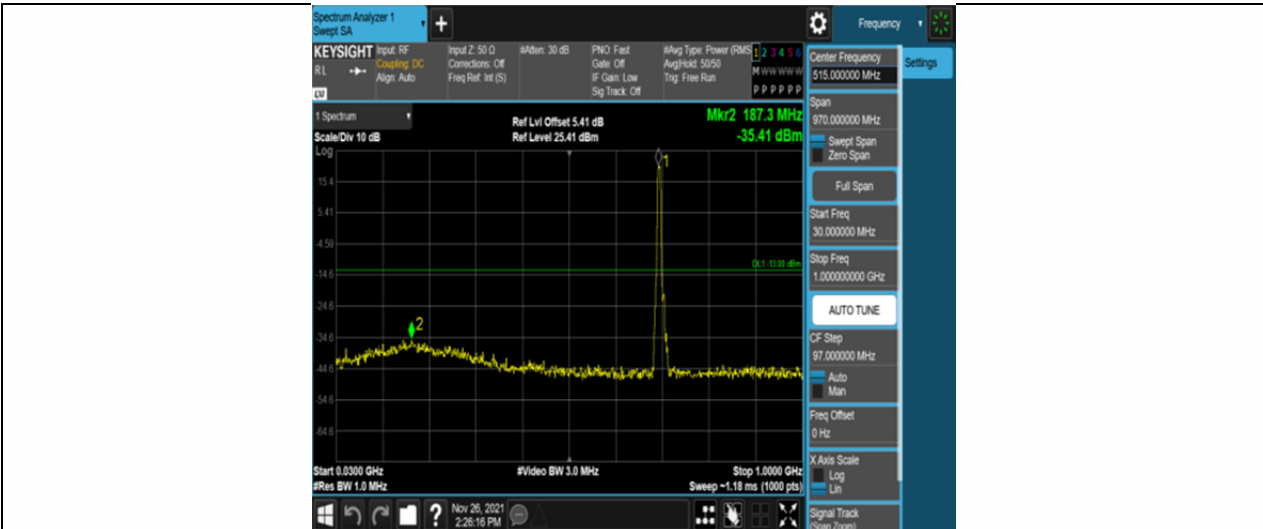 Spectrum Analyzer 1
Swept SA
+
Frequency
KEYSIGHT
RL
LV
Input: RF
Coupling: DC
Align: Auto
Input Z: 50 Ω
Corrections: Off
Freq Ref: Int (S)
#Atten: 30 dB
PNO: Fast
Gate: Off
IF Gain: Low
Sig Track: Off
#Avg Type: Power (RMS
Avg|Hold: 50/50
Trig: Free Run
1 2 3 4 5 6
M W W W W W
P P P P P P
1 Spectrum
Scale/Div 10 dB
Ref Lvl Offset 5.41 dB
Ref Level 25.41 dBm
Mkr2 187.3 MHz
-35.41 dBm
Log
15.4
5.41
-4.59
-14.6
-24.6
-34.6
-44.6
-54.6
-64.6
1
DL1 -13.00 dBm
2
Start 0.0300 GHz
#Res BW 1.0 MHz
#Video BW 3.0 MHz
Stop 1.0000 GHz
Sweep ~1.18 ms (1000 pts)
?
Nov 26, 2021
2:26:16 PM
Center Frequency
515.000000 MHz
Settings
Span
970.000000 MHz
Swept Span
Zero Span
Full Span
Start Freq
30.000000 MHz
Stop Freq
1.000000000 GHz
AUTO TUNE
CF Step
97.000000 MHz
Auto
Man
Freq Offset
0 Hz
X Axis Scale
Log
Lin
Signal Track
(Span Zoom)